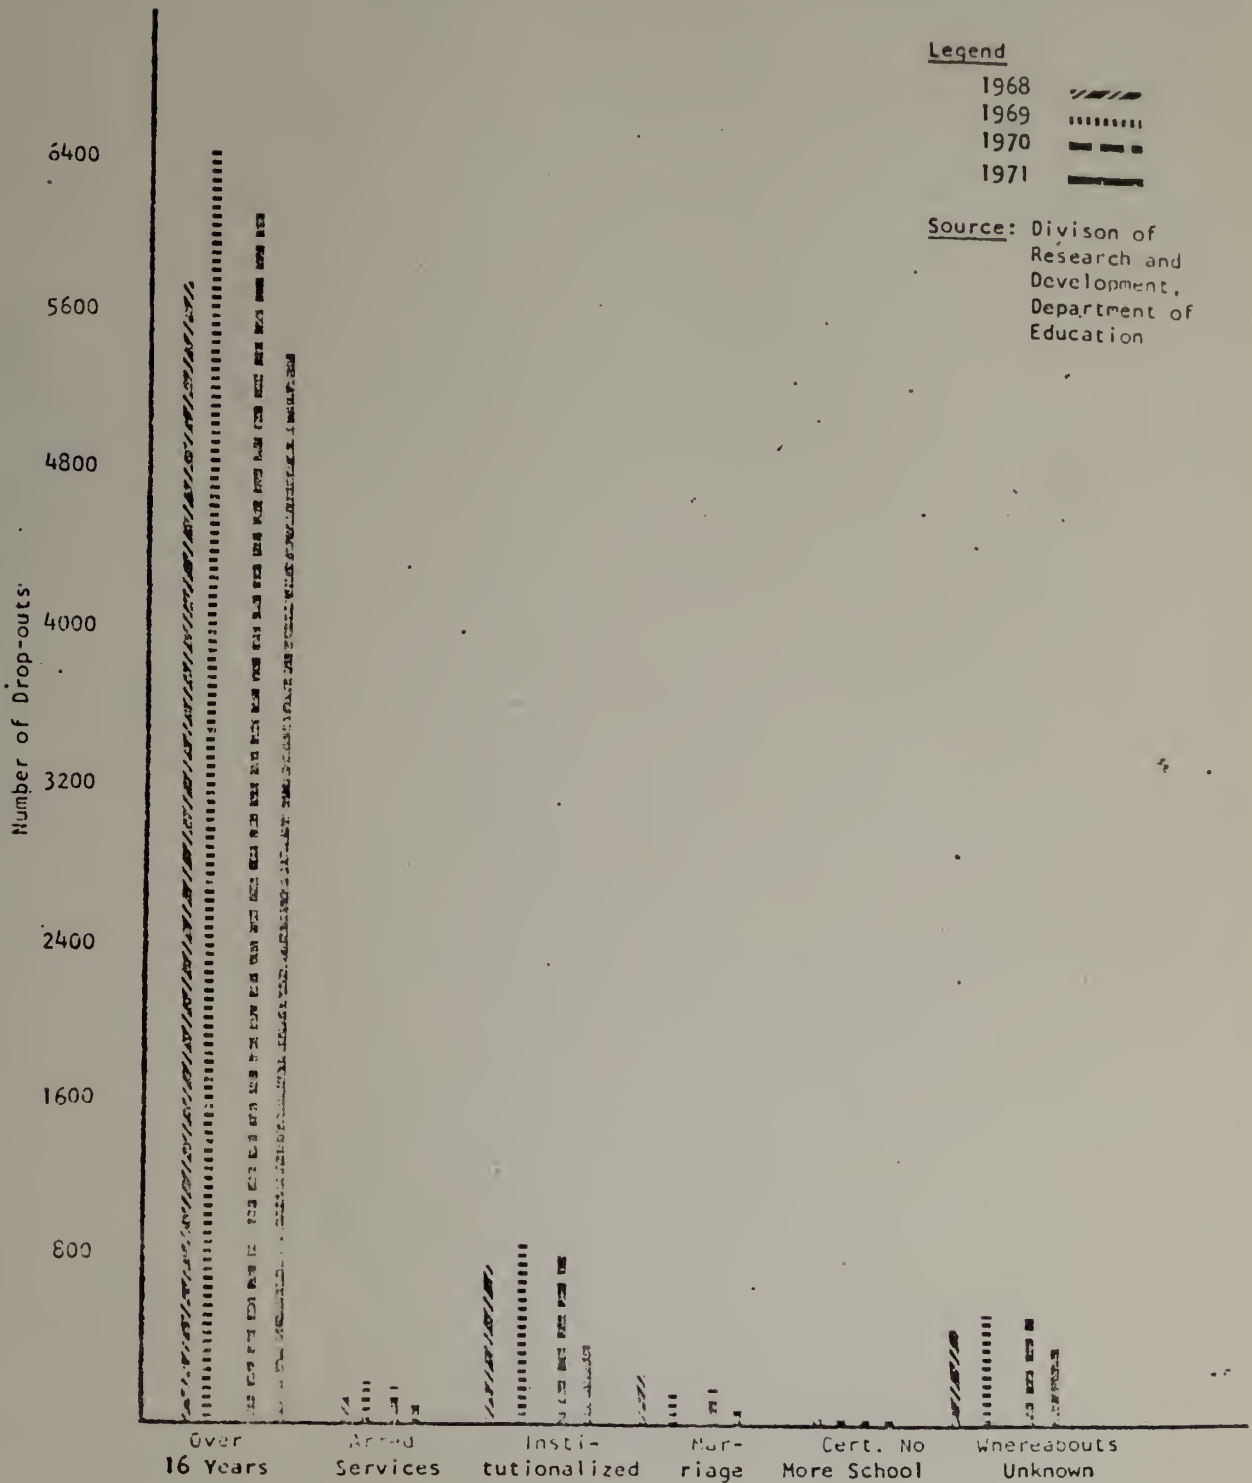 Legend
1968
1969
1970
1971
Source: Divison of
Research and
Development,
Department of
Education
6400
5600
4800
4000
3200
2400
1600
800
Number of Drop-outs
Over
16 Years
Armed
Services
Insti-
tutionalized
Mar-
riage
Cert. No
More School
Whereabouts
Unknown